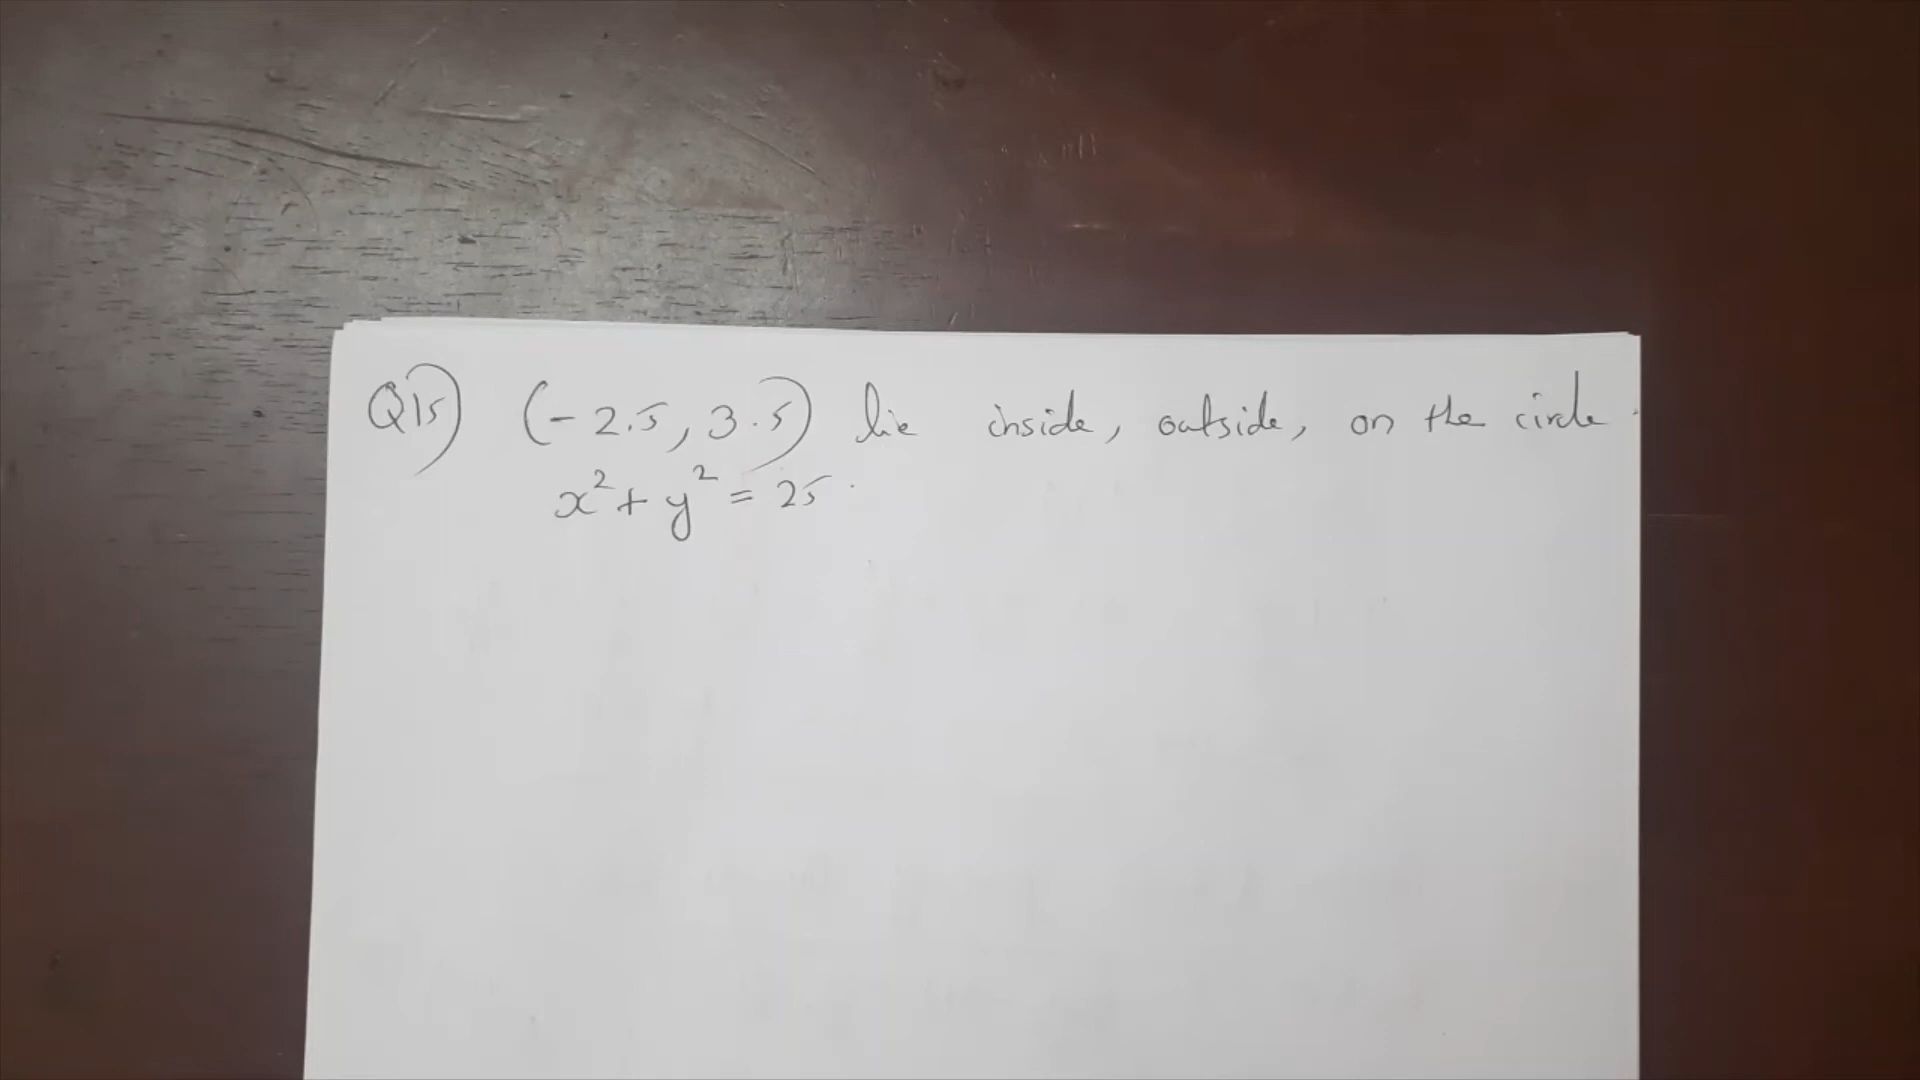 Q15) (-2.5, 3.5) lie inside, outside, on the circle.
x² + y² = 25.